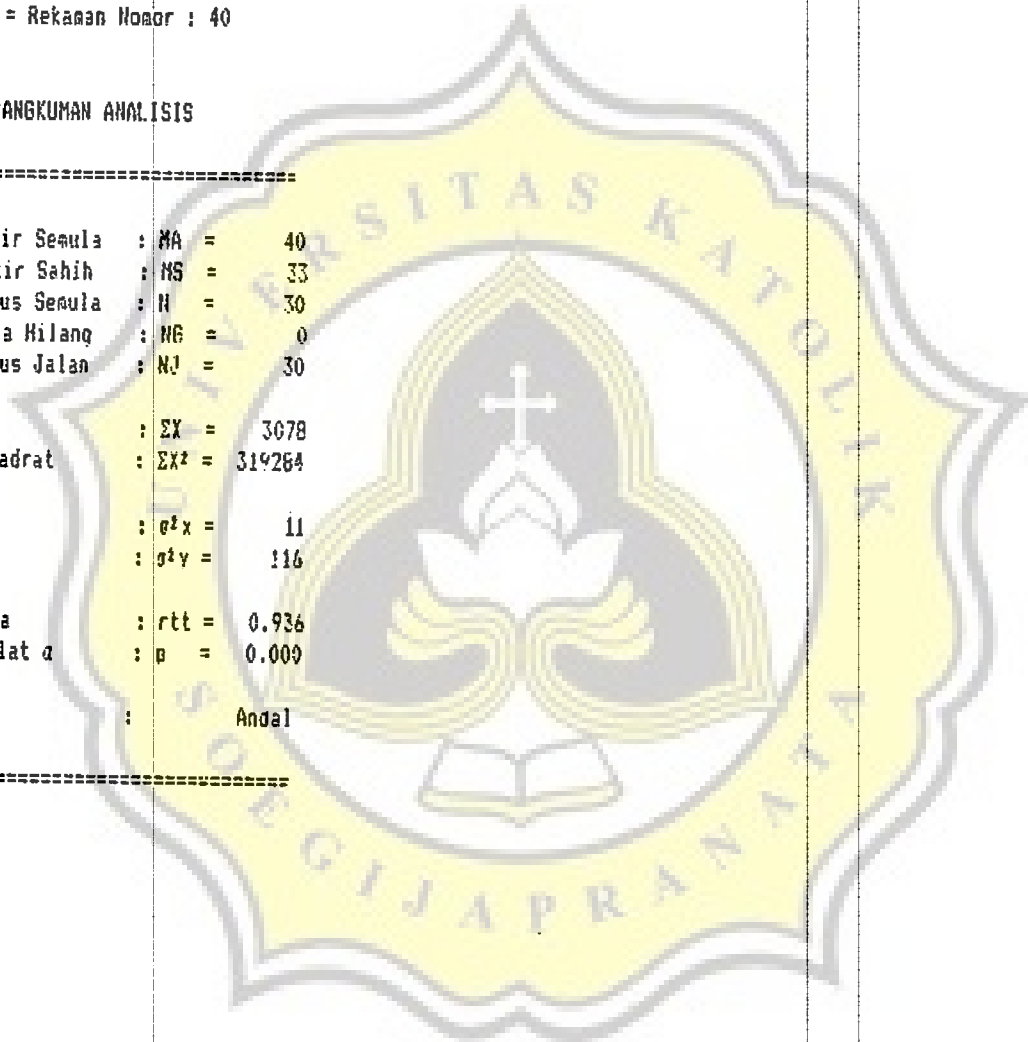 = Rekaman Nomor : 40
ANGKUMAN ANALISIS
==============================
ir Semula : MA = 40
ir Sahih : MS = 33
us Semula : N = 30
a Hilang : NG = 0
us Jalan : NJ = 30
: ΣX = 3078
adrat : ΣX² = 319284
: σ²x = 11
: σ²y = 116
a : rtt = 0.936
lat α : p = 0.000
: Andal
==============================
UNIVERSITAS KATOLIK
SOEGIJAPRANATA